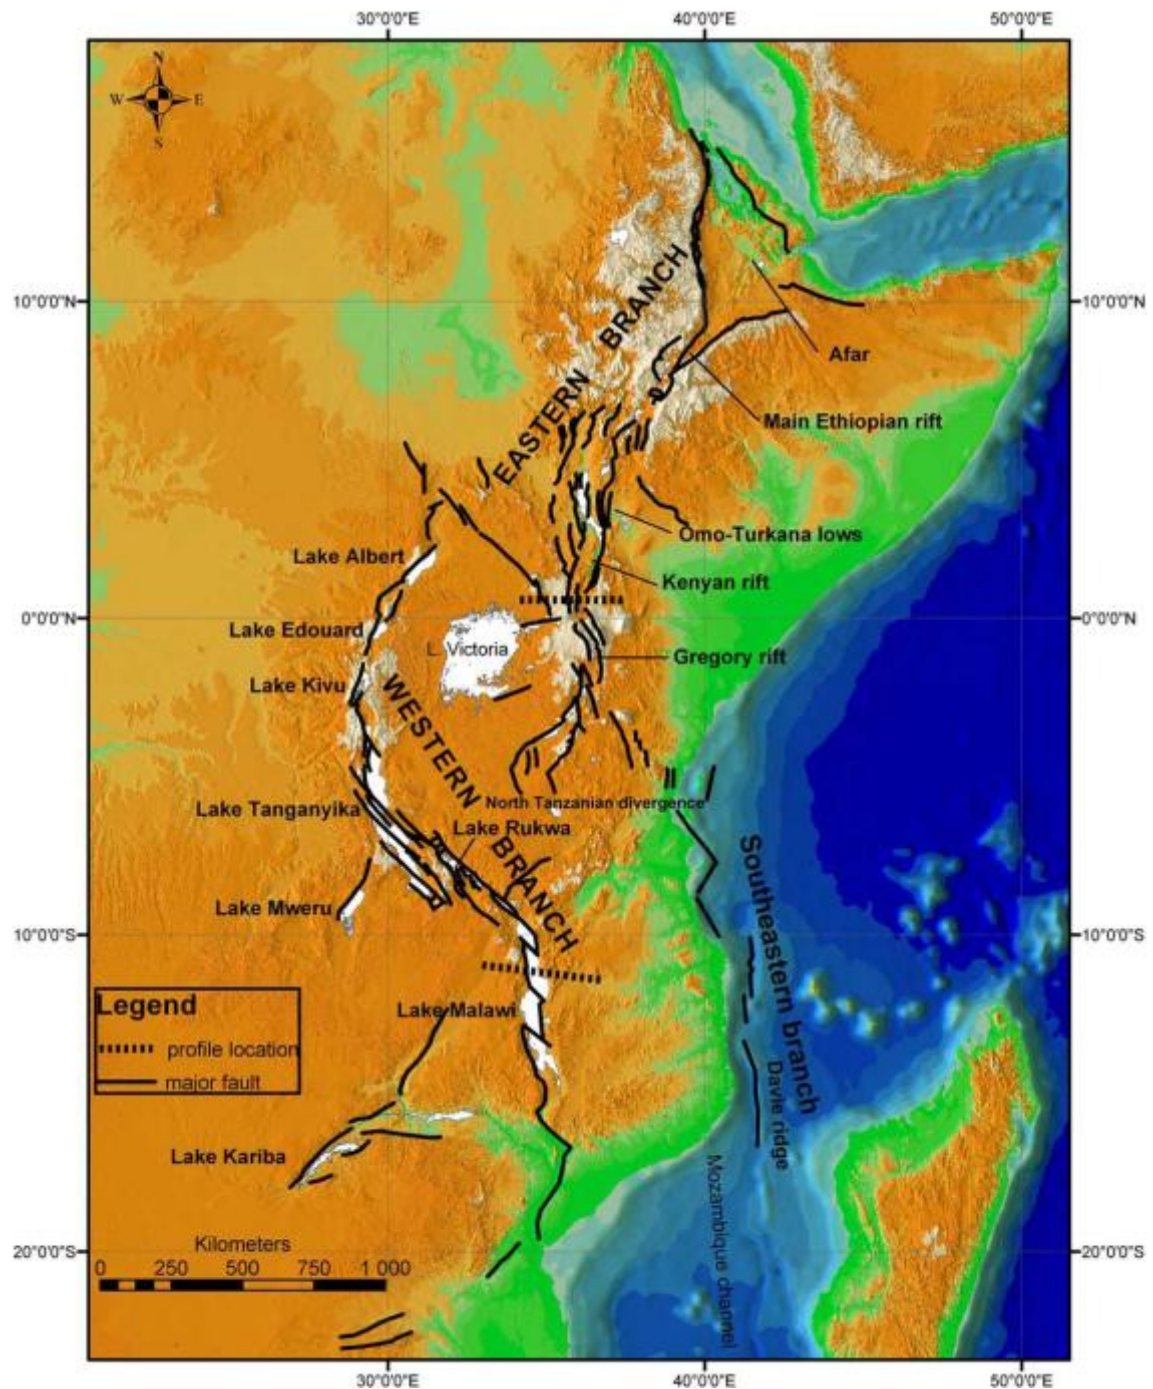 30°0'0"E 40°0'0"E 50°0'0"E
N
W E
S
10°0'0"N 10°0'0"N
EASTERN BRANCH
Afar
Main Ethiopian rift
Omo-Turkana lows
Lake Albert
Kenyan rift
0°0'0"N 0°0'0"N
Lake Edouard
L. Victoria
Gregory rift
Lake Kivu
WESTERN BRANCH
Lake Tanganyika
North Tanzanian divergence
Lake Rukwa
Southeastern branch
Lake Mweru
10°0'0"S 10°0'0"S
Legend
profile location
major fault
Lake Malawi
Davie ridge
Lake Kariba
Mozambique channel
20°0'0"S 20°0'0"S
Kilometers
0 250 500 750 1 000
30°0'0"E 40°0'0"E 50°0'0"E